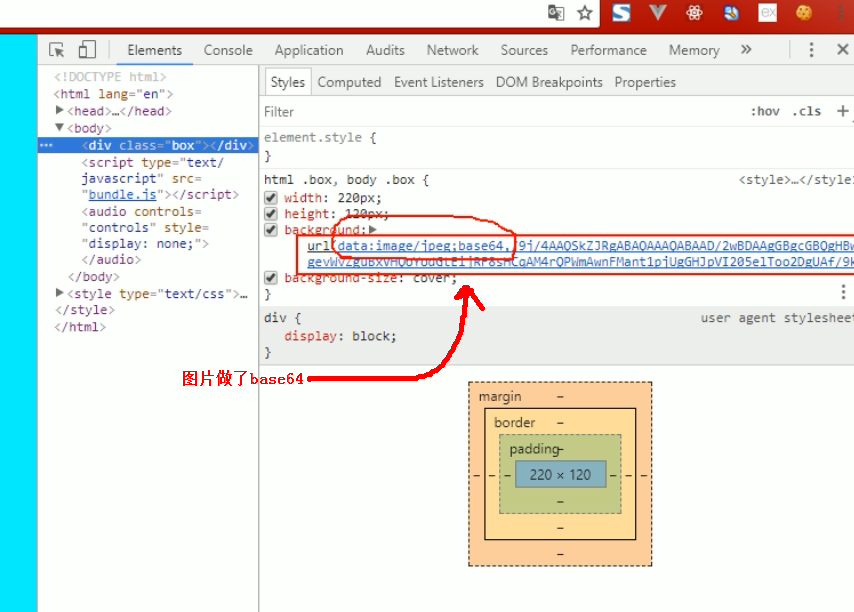 Elements Console Application Audits Network Sources Performance Memory »
<!DOCTYPE html>
<html lang="en">
<head>…</head>
<body>
<div class="box"></div>
<script type="text/
javascript" src=
"bundle.js"></script>
<audio controls=
"controls" style=
"display: none;">
</audio>
</body>
<style type="text/css">…
</style>
</html>
Styles Computed Event Listeners DOM Breakpoints Properties
Filter :hov .cls +
element.style {
}
html .box, body .box { <style>…</style>
width: 220px;
height: 120px;
background:
url(data:image/jpeg;base64,/9j/4AAQSkZJRgABAQAAAQABAAD/2wBDAAgGBgcGBQgHBw
background-size: cover;
}
div { user agent stylesheet
display: block;
}
图片做了base64
margin –
border –
padding –
– – – 220 × 120 – – –
–
–
–